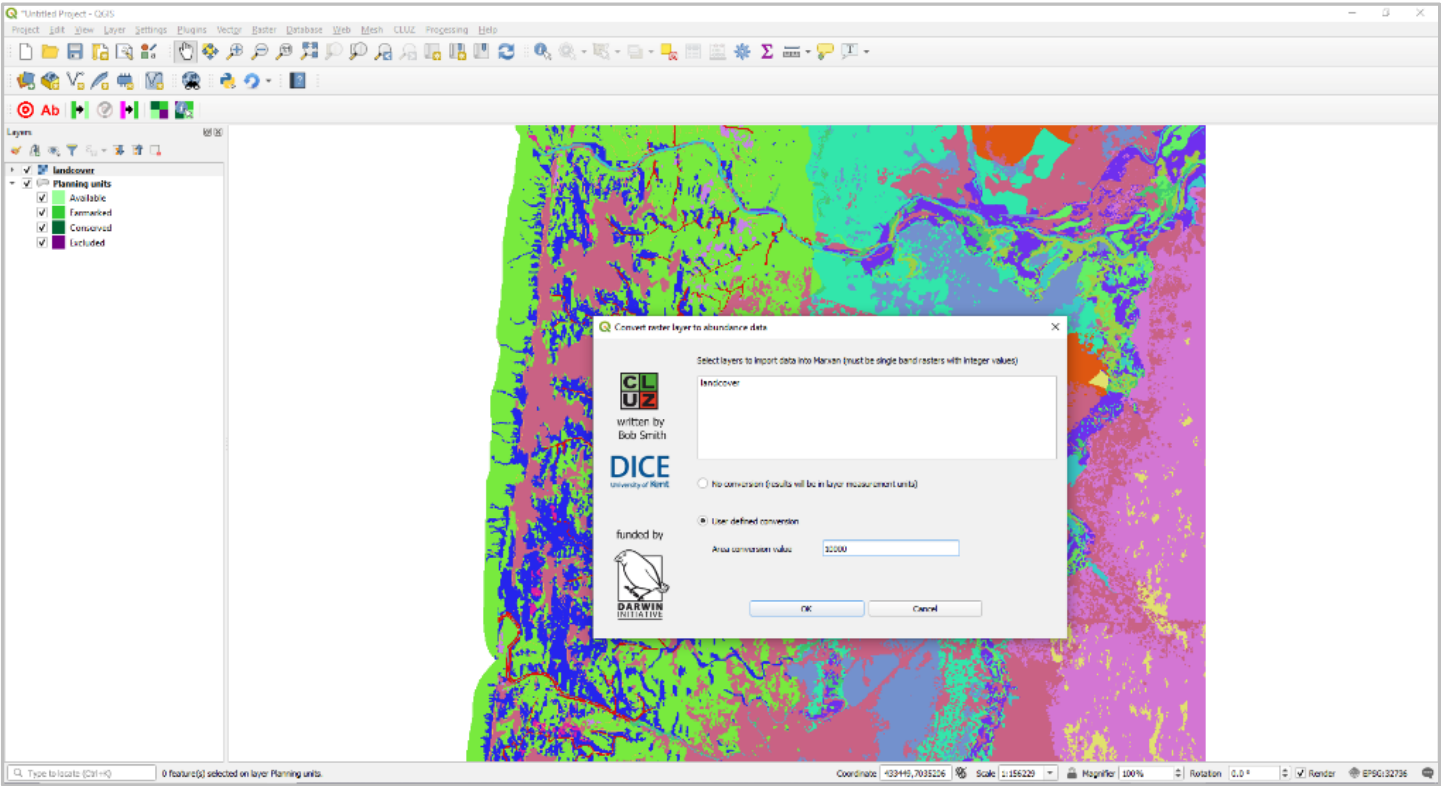 *Untitled Project - QGIS
Project Edit View Layer Settings Plugins Vector Raster Database Web Mesh CLUZ Processing Help
Ab
Layers
landcover
Planning units
Available
Earmarked
Conserved
Excluded
Convert raster layer to abundance data
Select layers to import data into Marxan (must be single band rasters with integer values)
landcover
CL
UZ
written by
Bob Smith
DICE
University of Kent
No conversion (results will be in layer measurement units)
User defined conversion
funded by
Area conversion value 10000
DARWIN
INITIATIVE
OK Cancel
Type to locate (Ctrl+K) 0 feature(s) selected on layer Planning units. Coordinate 433449,7035206 Scale 1:156229 Magnifier 100% Rotation 0.0 ° Render EPSG:32736